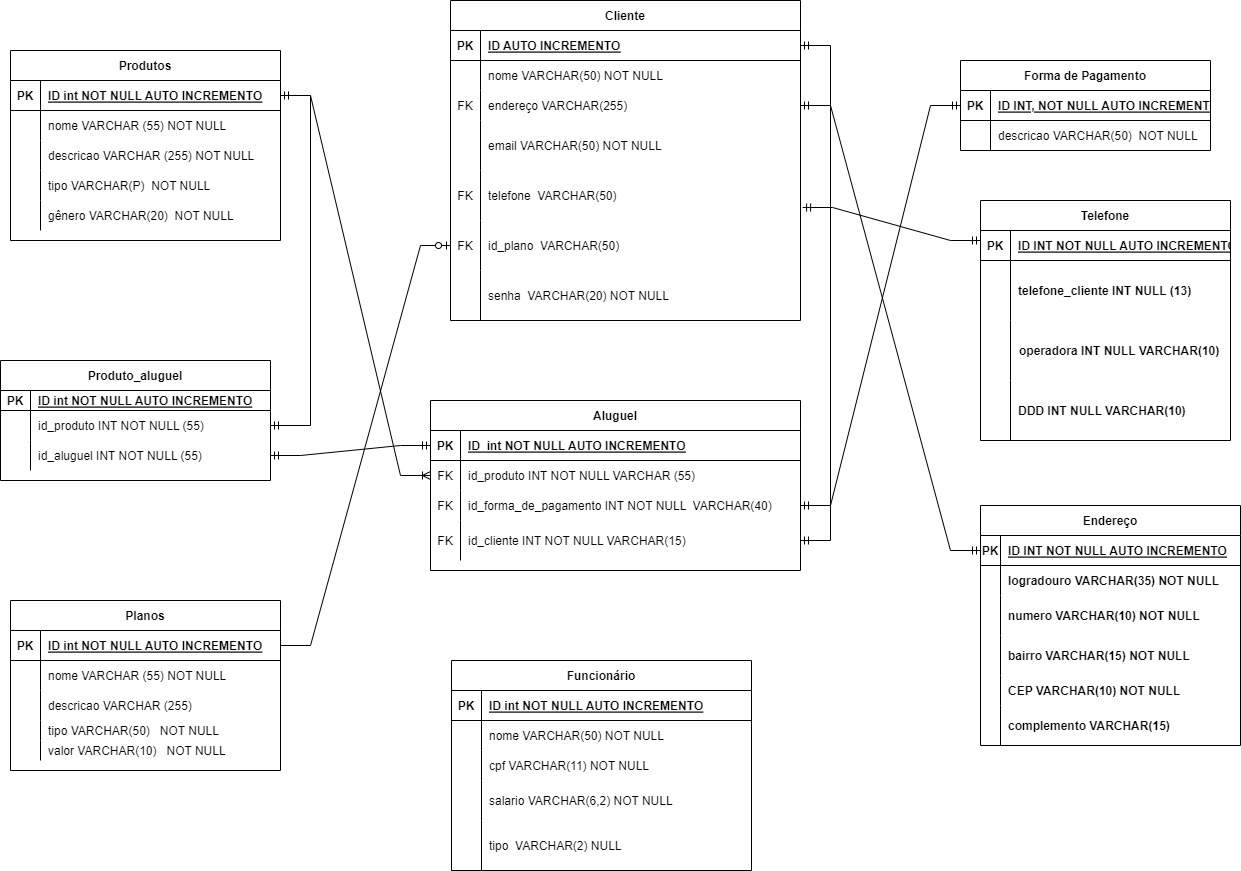 Cliente
PK ID AUTO INCREMENTO
nome VARCHAR(50) NOT NULL
FK endereço VARCHAR(255)
email VARCHAR(50) NOT NULL
FK telefone VARCHAR(50)
FK id_plano VARCHAR(50)
senha VARCHAR(20) NOT NULL
Produtos
PK ID int NOT NULL AUTO INCREMENTO
nome VARCHAR (55) NOT NULL
descricao VARCHAR (255) NOT NULL
tipo VARCHAR(P) NOT NULL
gênero VARCHAR(20) NOT NULL
Forma de Pagamento
PK ID INT, NOT NULL AUTO INCREMENT
descricao VARCHAR(50) NOT NULL
Telefone
PK ID INT NOT NULL AUTO INCREMENTO
telefone_cliente INT NULL (13)
operadora INT NULL VARCHAR(10)
DDD INT NULL VARCHAR(10)
Produto_aluguel
PK ID int NOT NULL AUTO INCREMENTO
id_produto INT NOT NULL (55)
id_aluguel INT NOT NULL (55)
Aluguel
PK ID int NOT NULL AUTO INCREMENTO
FK id_produto INT NOT NULL VARCHAR (55)
FK id_forma_de_pagamento INT NOT NULL VARCHAR(40)
FK id_cliente INT NOT NULL VARCHAR(15)
Endereço
PK ID INT NOT NULL AUTO INCREMENTO
logradouro VARCHAR(35) NOT NULL
numero VARCHAR(10) NOT NULL
bairro VARCHAR(15) NOT NULL
CEP VARCHAR(10) NOT NULL
complemento VARCHAR(15)
Planos
PK ID int NOT NULL AUTO INCREMENTO
nome VARCHAR (55) NOT NULL
descricao VARCHAR (255)
tipo VARCHAR(50) NOT NULL
valor VARCHAR(10) NOT NULL
Funcionário
PK ID int NOT NULL AUTO INCREMENTO
nome VARCHAR(50) NOT NULL
cpf VARCHAR(11) NOT NULL
salario VARCHAR(6,2) NOT NULL
tipo VARCHAR(2) NULL